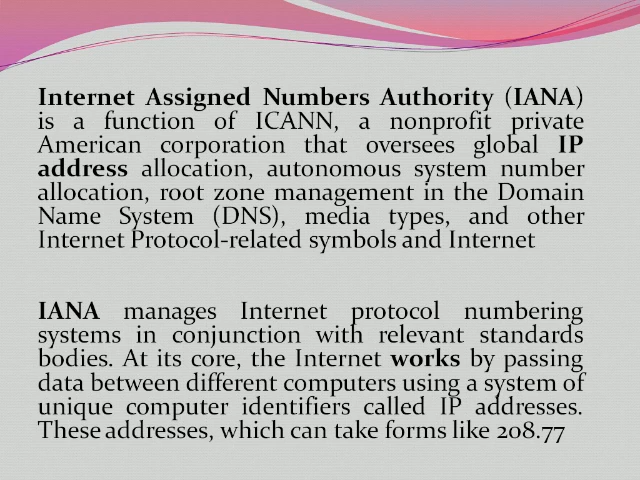 Internet Assigned Numbers Authority (IANA)
is a function of ICANN, a nonprofit private
American corporation that oversees global IP
address allocation, autonomous system number
allocation, root zone management in the Domain
Name System (DNS), media types, and other
Internet Protocol-related symbols and Internet
IANA manages Internet protocol numbering
systems in conjunction with relevant standards
bodies. At its core, the Internet works by passing
data between different computers using a system of
unique computer identifiers called IP addresses.
These addresses, which can take forms like 208.77